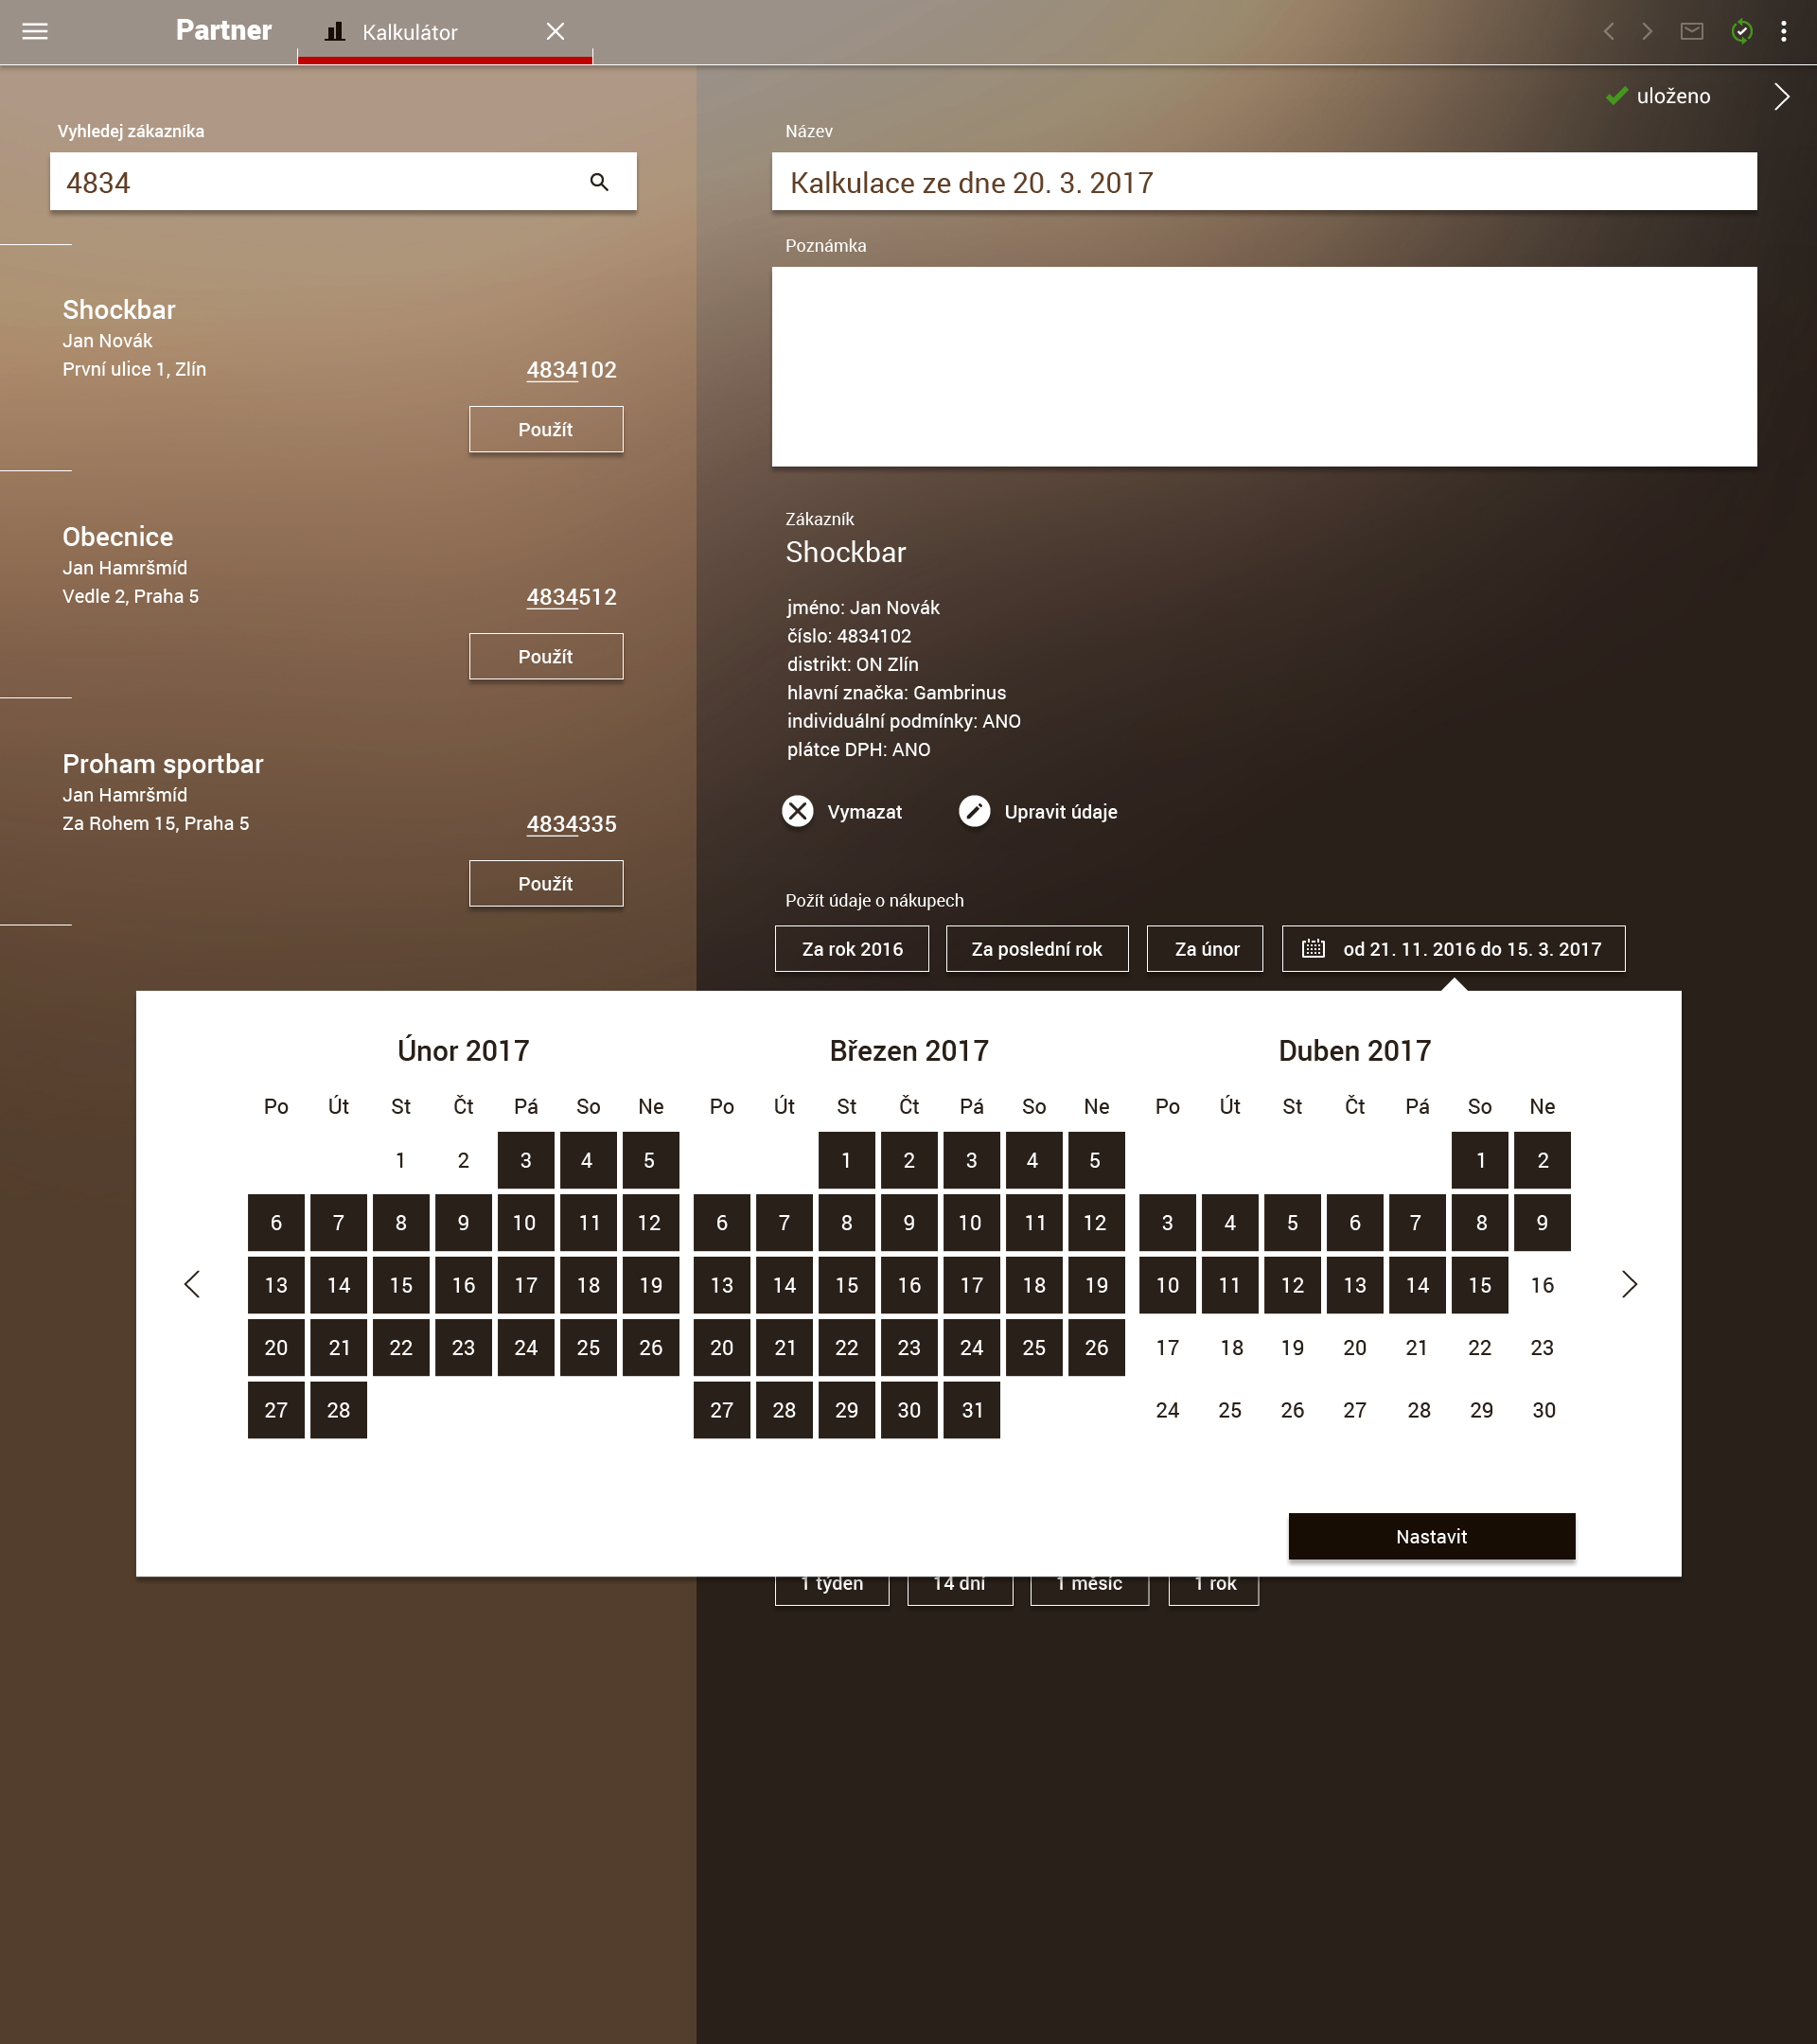 Partner
Kalkulátor
uloženo
Vyhledej zákazníka
4834
Shockbar
Jan Novák
První ulice 1, Zlín
4834102
Použít
Obecnice
Jan Hamršmíd
Vedle 2, Praha 5
4834512
Použít
Proham sportbar
Jan Hamršmíd
Za Rohem 15, Praha 5
4834335
Použít
Název
Kalkulace ze dne 20. 3. 2017
Poznámka
Zákazník
Shockbar
jméno: Jan Novák
číslo: 4834102
distrikt: ON Zlín
hlavní značka: Gambrinus
individuální podmínky: ANO
plátce DPH: ANO
Vymazat Upravit údaje
Požít údaje o nákupech
Za rok 2016 Za poslední rok Za únor od 21. 11. 2016 do 15. 3. 2017
Únor 2017
Po Út St Čt Pá So Ne
1 2 3 4 5
6 7 8 9 10 11 12
13 14 15 16 17 18 19
20 21 22 23 24 25 26
27 28
Březen 2017
Po Út St Čt Pá So Ne
1 2 3 4 5
6 7 8 9 10 11 12
13 14 15 16 17 18 19
20 21 22 23 24 25 26
27 28 29 30 31
Duben 2017
Po Út St Čt Pá So Ne
1 2
3 4 5 6 7 8 9
10 11 12 13 14 15 16
17 18 19 20 21 22 23
24 25 26 27 28 29 30
Nastavit
1 týden 14 dní 1 měsíc 1 rok